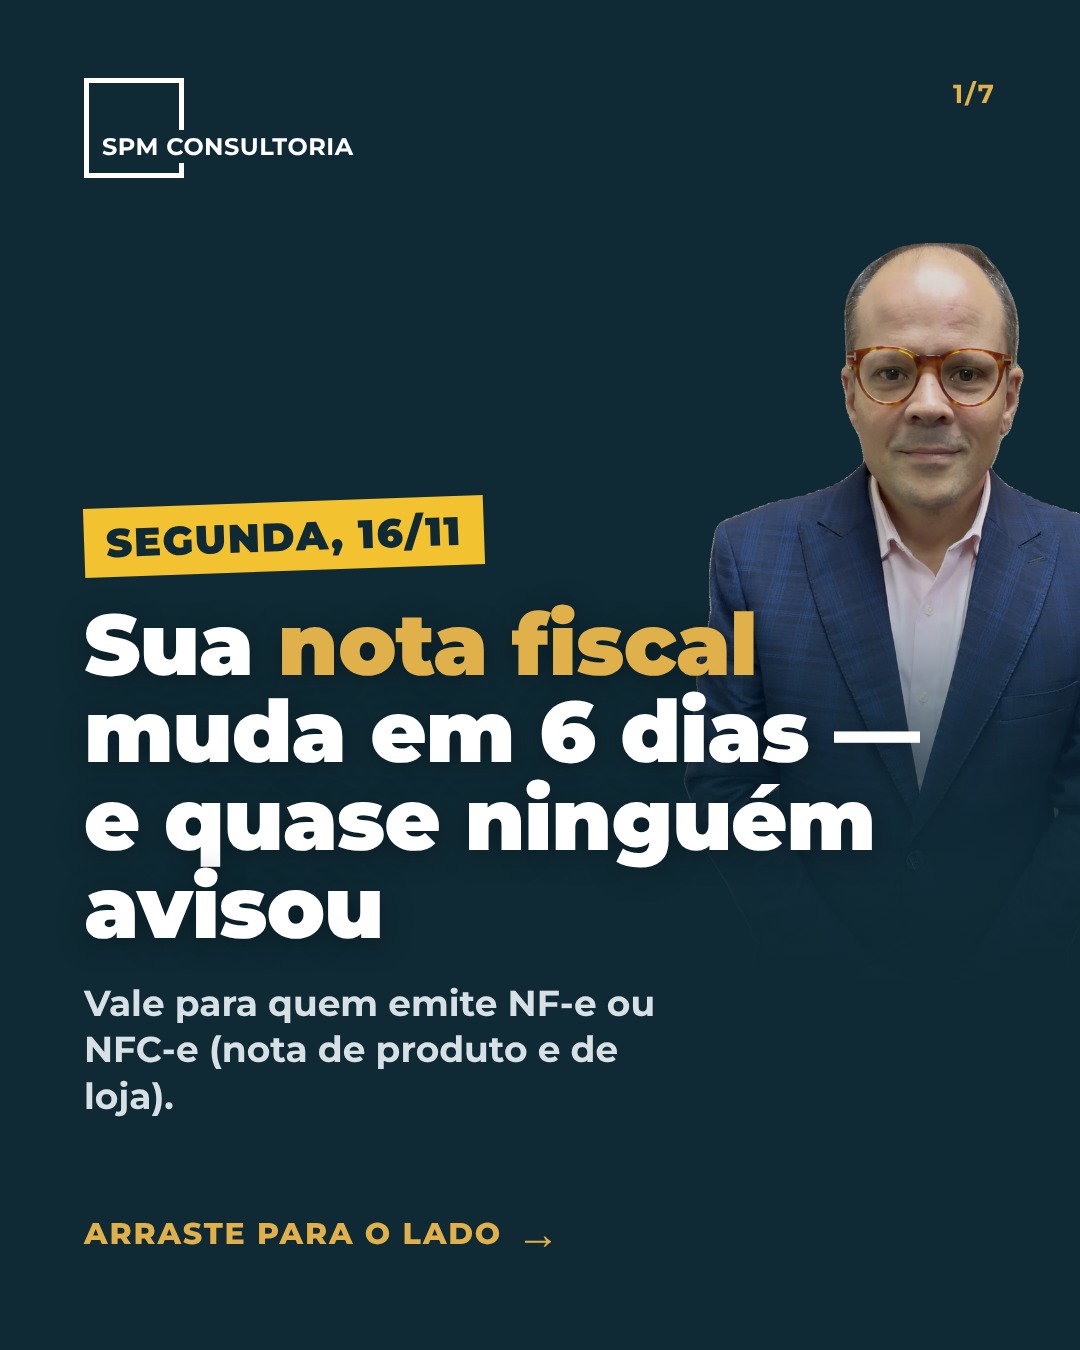 SPM CONSULTORIA
1/7
SEGUNDA, 16/11
Sua nota fiscal
muda em 6 dias —
e quase ninguém
avisou
Vale para quem emite NF-e ou
NFC-e (nota de produto e de
loja).
ARRASTE PARA O LADO →